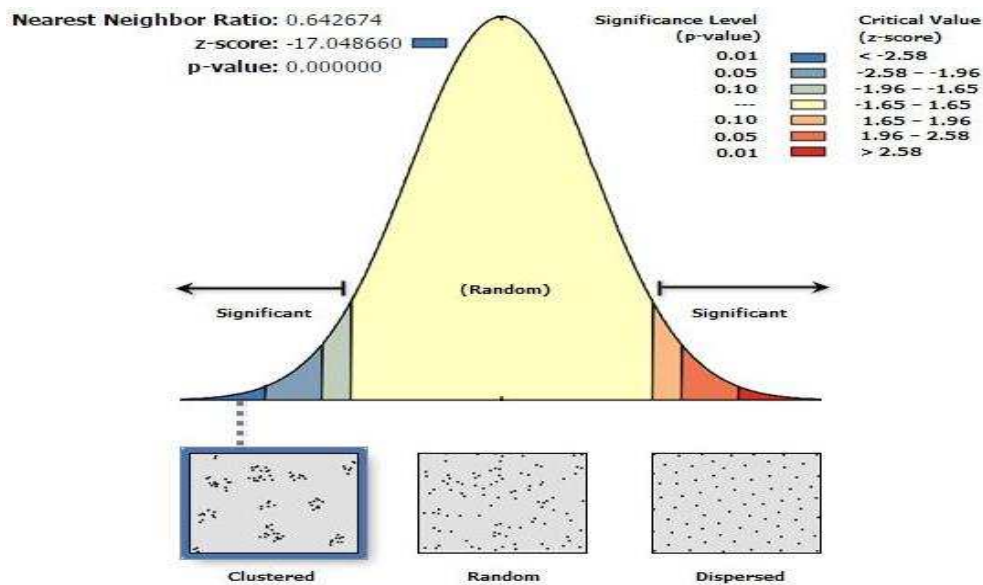 Nearest Neighbor Ratio: 0.642674
z-score: -17.048660
p-value: 0.000000
Significance Level
(p-value)
Critical Value
(z-score)
0.01 < -2.58
0.05 -2.58 – -1.96
0.10 -1.96 – -1.65
--- -1.65 – 1.65
0.10 1.65 – 1.96
0.05 1.96 – 2.58
0.01 > 2.58
(Random)
Significant
Significant
Clustered
Random
Dispersed